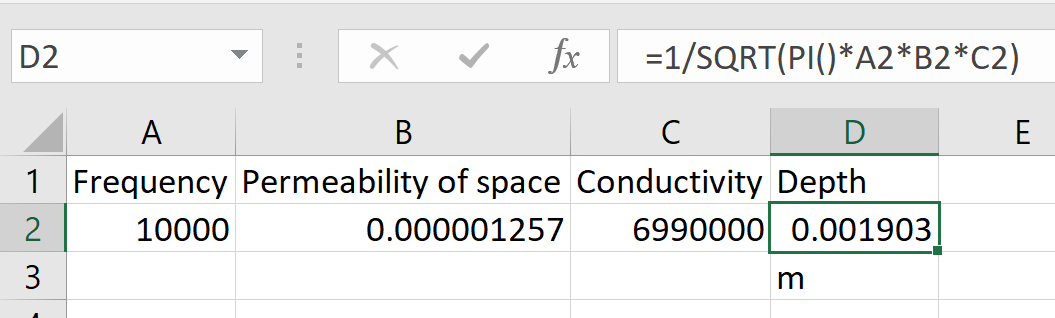 D2 fx =1/SQRT(PI()*A2*B2*C2)
A B C D E
1 Frequency Permeability of space Conductivity Depth
2 10000 0.000001257 6990000 0.001903
3 m